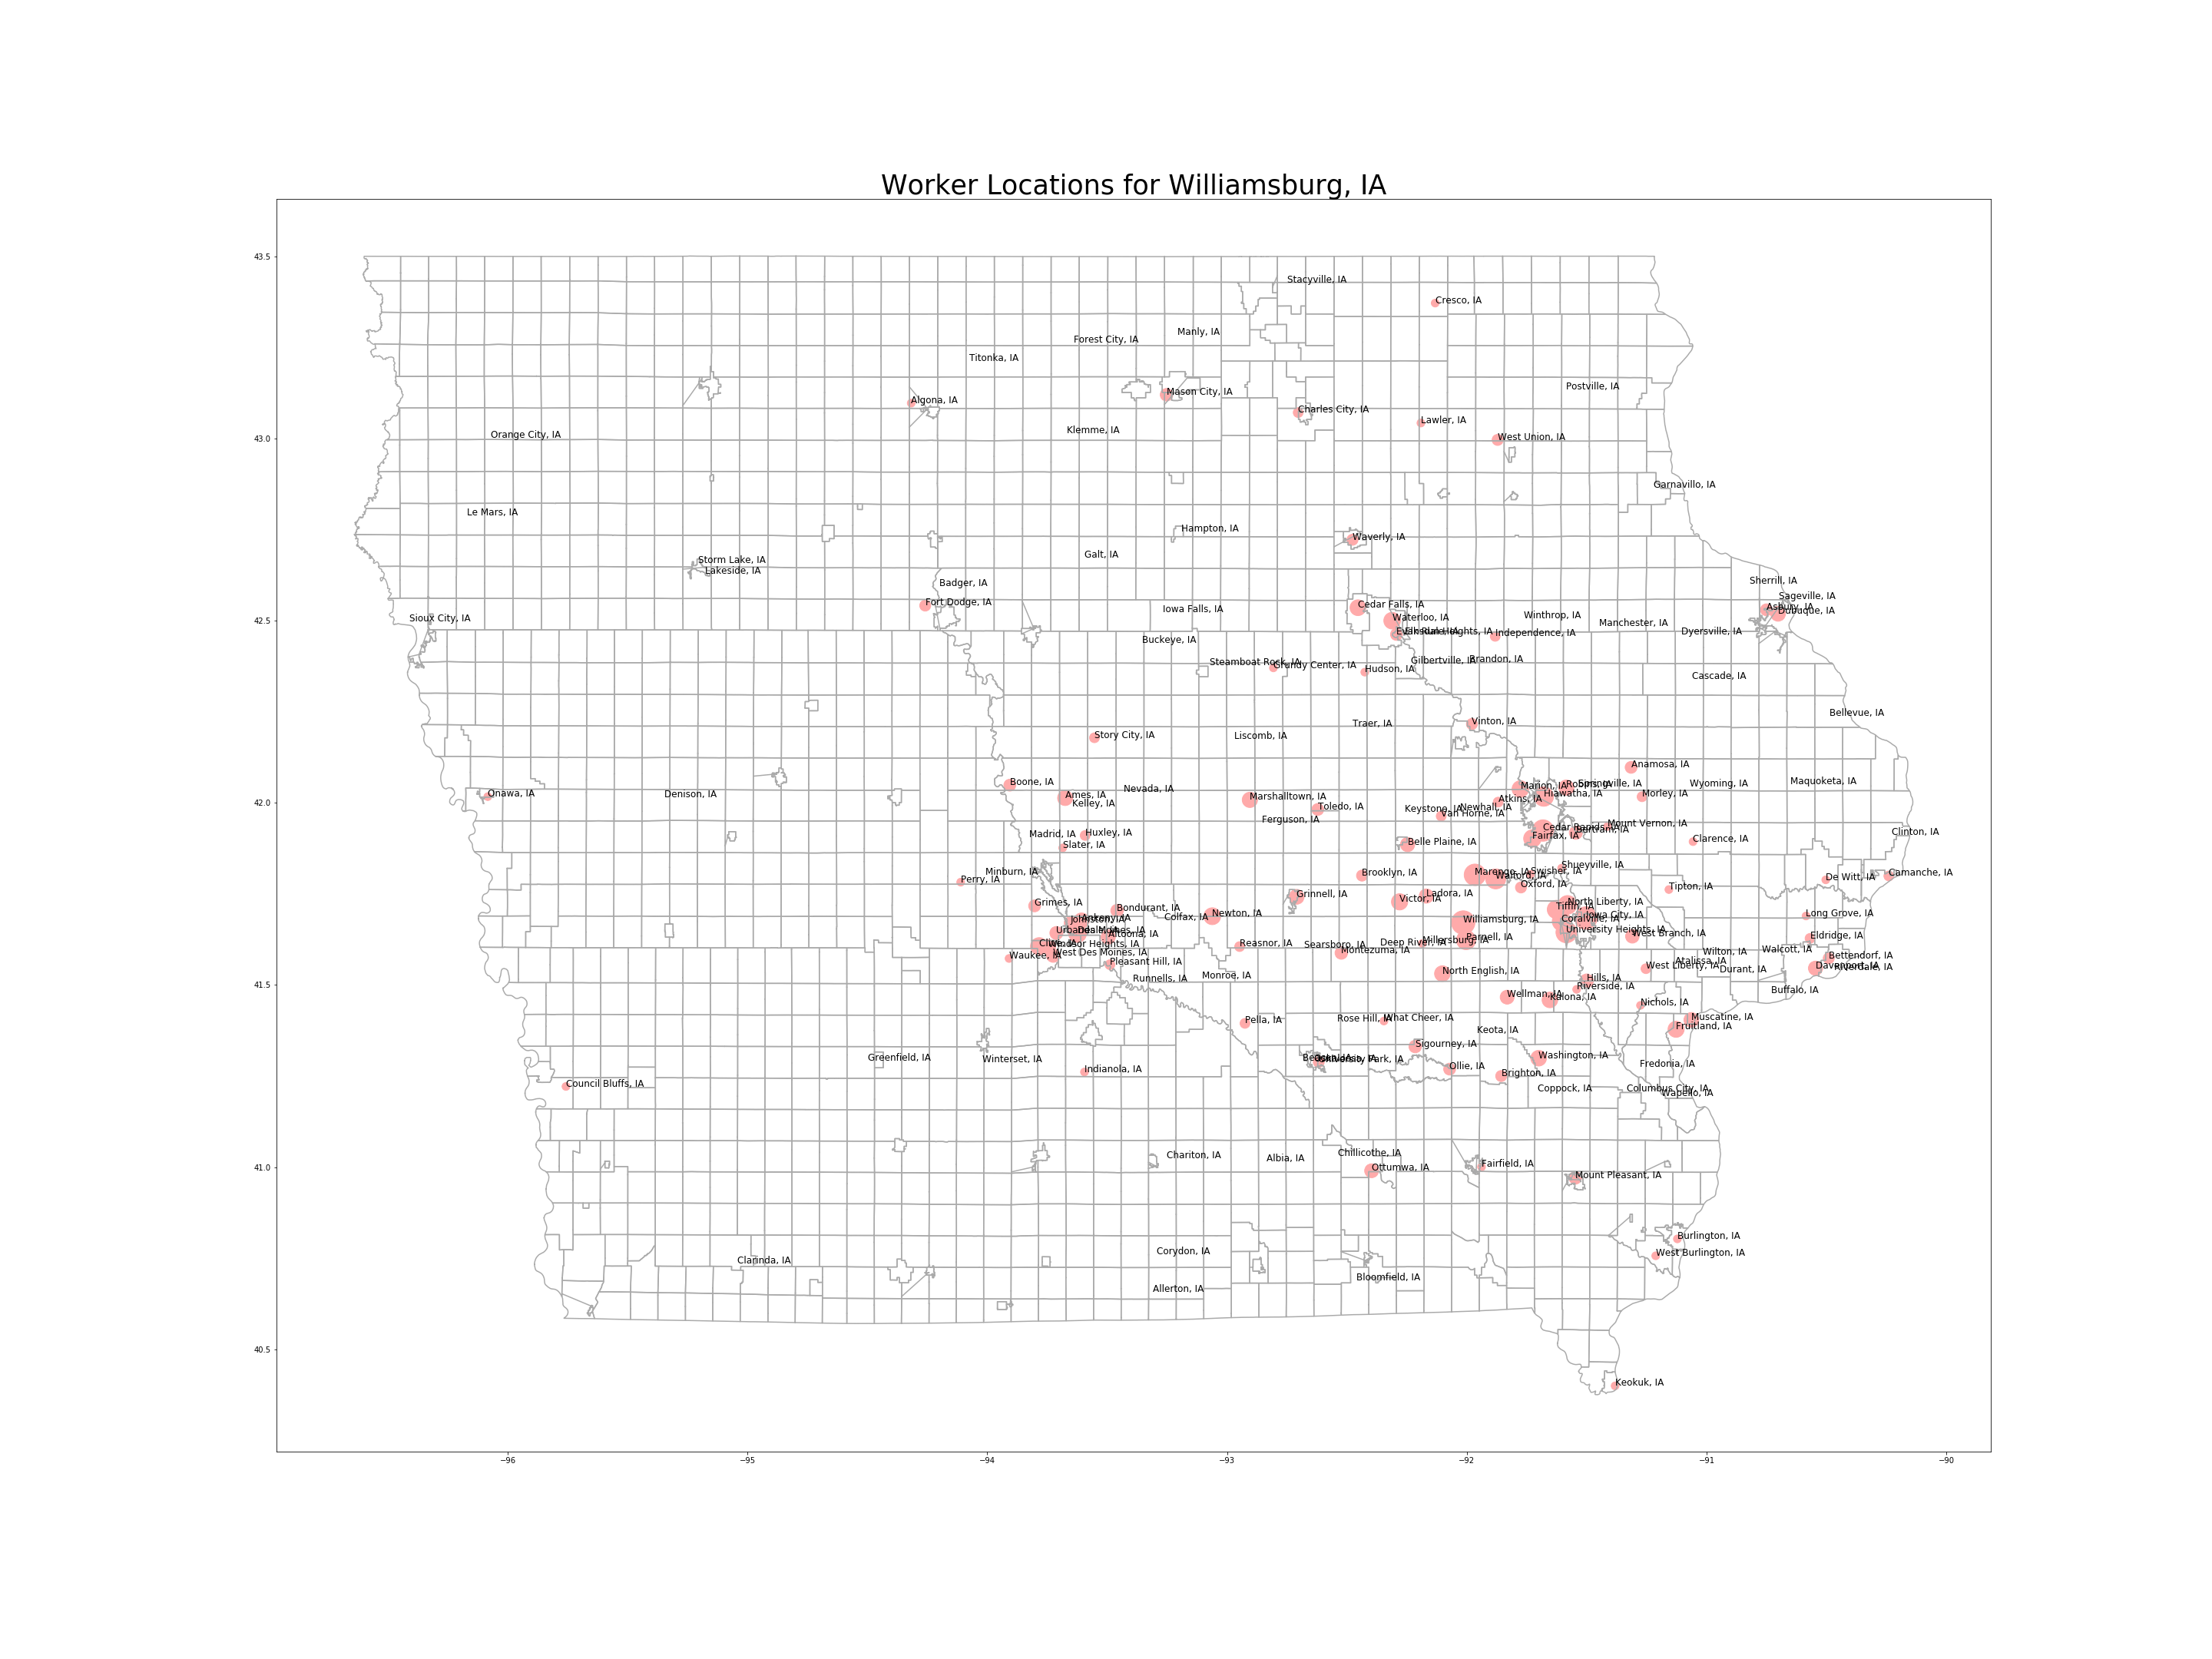 Worker Locations for Williamsburg, IA
43.5
Stacyville, IA
Cresco, IA
Manly, IA
Forest City, IA
Titonka, IA
Postville, IA
Mason City, IA
Algona, IA
Charles City, IA
Lawler, IA
Klemme, IA
43.0
Orange City, IA
West Union, IA
Garnavillo, IA
Le Mars, IA
Hampton, IA
Waverly, IA
Galt, IA
Storm Lake, IA
Lakeside, IA
Badger, IA
Sherrill, IA
Sageville, IA
Fort Dodge, IA
Cedar Falls, IA
Asbury, IA
Dubuque, IA
Iowa Falls, IA
42.5
Sioux City, IA
Waterloo, IA
Winthrop, IA
Manchester, IA
Evansdale, IA
Elk Run Heights, IA
Independence, IA
Dyersville, IA
Buckeye, IA
Steamboat Rock, IA
Grundy Center, IA
Gilbertville, IA
Brandon, IA
Hudson, IA
Cascade, IA
Bellevue, IA
Traer, IA
Vinton, IA
Story City, IA
Liscomb, IA
Anamosa, IA
Boone, IA
Nevada, IA
Marion, IA
Robins, IA
Springville, IA
Wyoming, IA
Maquoketa, IA
42.0
Onawa, IA
Denison, IA
Ames, IA
Kelley, IA
Marshalltown, IA
Toledo, IA
Atkins, IA
Hiawatha, IA
Morley, IA
Keystone, IA
Newhall, IA
Van Horne, IA
Ferguson, IA
Madrid, IA
Huxley, IA
Cedar Rapids, IA
Bertram, IA
Mount Vernon, IA
Fairfax, IA
Clarence, IA
Clinton, IA
Slater, IA
Belle Plaine, IA
Minburn, IA
Perry, IA
Brooklyn, IA
Marengo, IA
Walford, IA
Swisher, IA
Shueyville, IA
Oxford, IA
Tipton, IA
De Witt, IA
Camanche, IA
Grinnell, IA
Victor, IA
Ladora, IA
Grimes, IA
Bondurant, IA
Colfax, IA
Newton, IA
North Liberty, IA
Tiffin, IA
Iowa City, IA
Coralville, IA
Long Grove, IA
Johnston, IA
Ankeny, IA
Williamsburg, IA
Urbandale, IA
Des Moines, IA
Altoona, IA
University Heights, IA
West Branch, IA
Eldridge, IA
Clive, IA
Windsor Heights, IA
Reasnor, IA
Searsboro, IA
Montezuma, IA
Deep River, IA
Millersburg, IA
Parnell, IA
Waukee, IA
West Des Moines, IA
Wilton, IA
Walcott, IA
Bettendorf, IA
Pleasant Hill, IA
North English, IA
West Liberty, IA
Atalissa, IA
Durant, IA
Davenport, IA
Riverdale, IA
Runnells, IA
Monroe, IA
Hills, IA
Riverside, IA
Buffalo, IA
41.5
Wellman, IA
Kalona, IA
Nichols, IA
Pella, IA
Rose Hill, IA
What Cheer, IA
Muscatine, IA
Fruitland, IA
Keota, IA
Sigourney, IA
Greenfield, IA
Winterset, IA
Beacon, IA
Oskaloosa, IA
University Park, IA
Washington, IA
Fredonia, IA
Indianola, IA
Ollie, IA
Brighton, IA
Council Bluffs, IA
Coppock, IA
Columbus City, IA
Wapello, IA
41.0
Chariton, IA
Albia, IA
Chillicothe, IA
Ottumwa, IA
Fairfield, IA
Mount Pleasant, IA
Burlington, IA
West Burlington, IA
Clarinda, IA
Corydon, IA
Bloomfield, IA
Allerton, IA
40.5
Keokuk, IA
−96
−95
−94
−93
−92
−91
−90